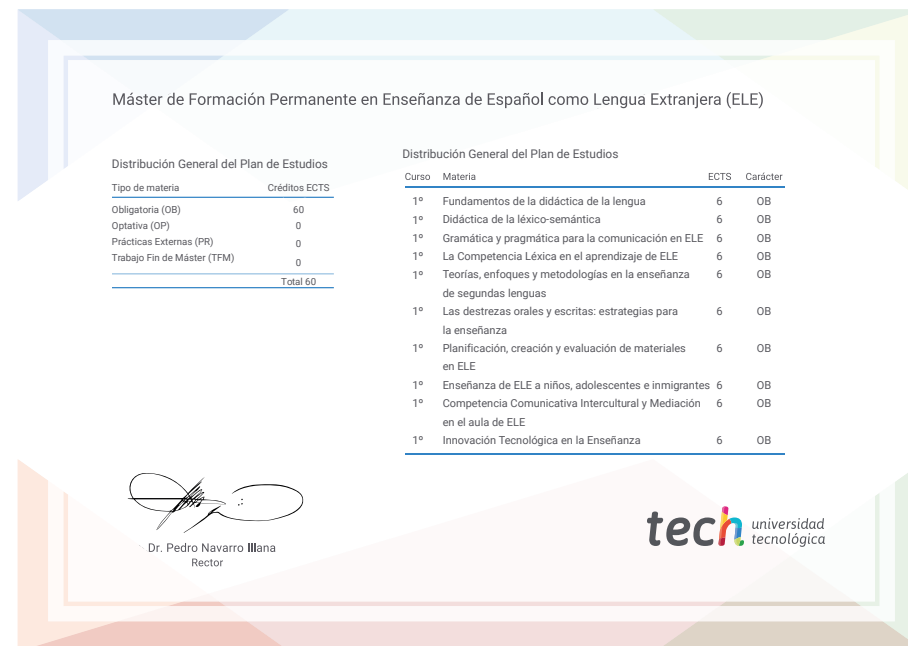 Máster de Formación Permanente en Enseñanza de Español como Lengua Extranjera (ELE)
Distribución General del Plan de Estudios
Tipo de materia Créditos ECTS
Obligatoria (OB) 60
Optativa (OP) 0
Prácticas Externas (PR) 0
Trabajo Fin de Máster (TFM) 0
Total 60
Distribución General del Plan de Estudios
Curso Materia ECTS Carácter
1º Fundamentos de la didáctica de la lengua 6 OB
1º Didáctica de la léxico-semántica 6 OB
1º Gramática y pragmática para la comunicación en ELE 6 OB
1º La Competencia Léxica en el aprendizaje de ELE 6 OB
1º Teorías, enfoques y metodologías en la enseñanza 6 OB
de segundas lenguas
1º Las destrezas orales y escritas: estrategias para 6 OB
la enseñanza
1º Planificación, creación y evaluación de materiales 6 OB
en ELE
1º Enseñanza de ELE a niños, adolescentes e inmigrantes 6 OB
1º Competencia Comunicativa Intercultural y Mediación 6 OB
en el aula de ELE
1º Innovación Tecnológica en la Enseñanza 6 OB
Dr. Pedro Navarro Illana
Rector
tech universidad
tecnológica